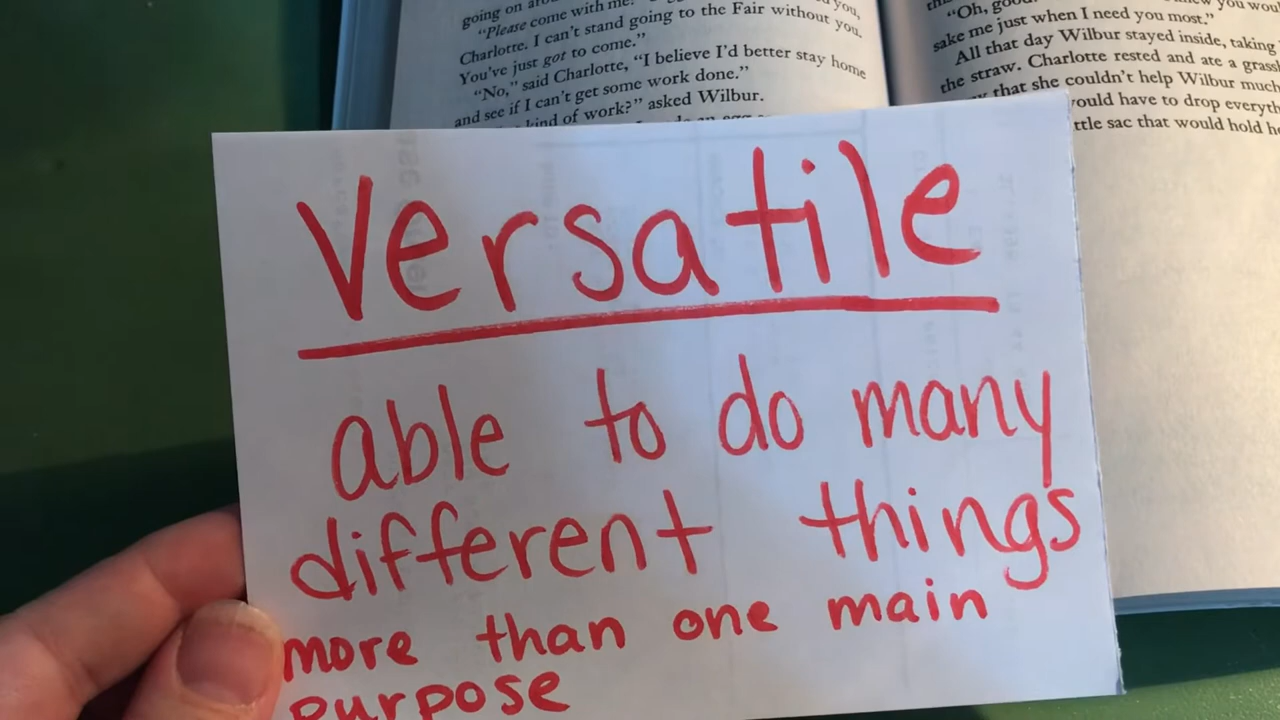 going on
"Please come with me.
Charlotte. I can't stand going to the Fair without you.
You've just got to come."
"No," said Charlotte, "I believe I'd better stay home
and see if I can't get some work done."
kind of work?" asked Wilbur.
"Oh,
sake me just when I need you most."
All that day Wilbur stayed inside, taking
the straw. Charlotte rested and ate a
that she couldn't help Wilbur much
would have to drop
sac that would hold
Versatile
able to do many
different things
more than one main
purpose